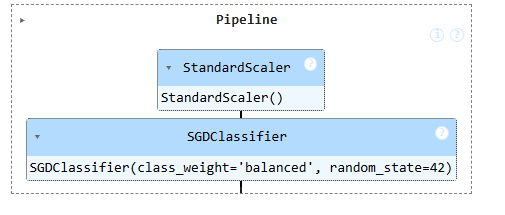 Pipeline
i ?
StandardScaler ?
StandardScaler()
SGDClassifier ?
SGDClassifier(class_weight='balanced', random_state=42)